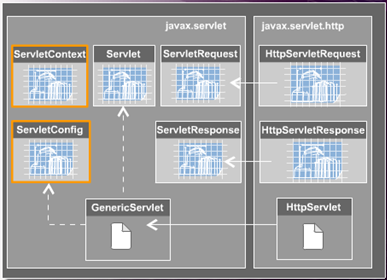 javax.servlet
javax.servlet.http
ServletContext
Servlet
ServletRequest
HttpServletRequest
ServletConfig
ServletResponse
HttpServletResponse
GenericServlet
HttpServlet